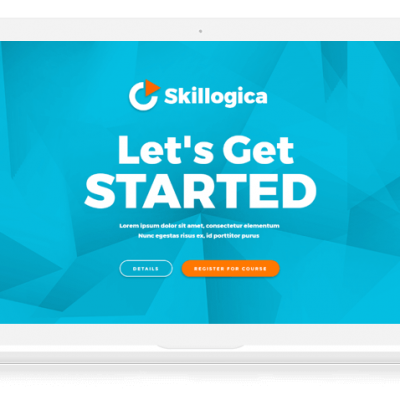 Skillogica
Let's Get
STARTED
Lorem ipsum dolor sit amet, consectetur elementum
Nunc egestas risus ex, id porttitor purus
DETAILS
REGISTER FOR COURSE